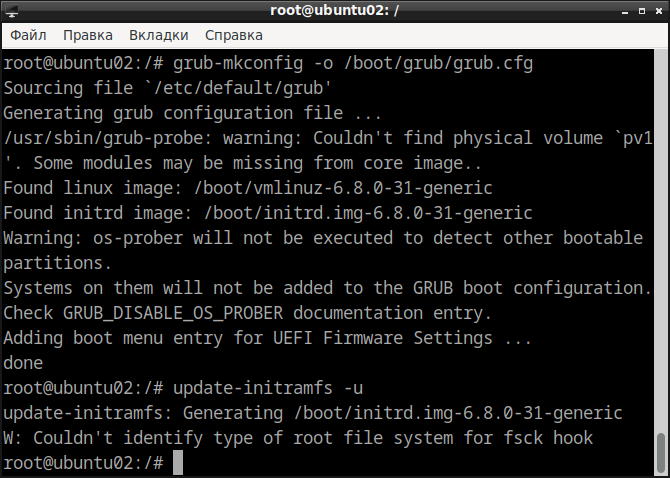 root@ubuntu02: /
Файл Правка Вкладки Справка
root@ubuntu02:/# grub-mkconfig -o /boot/grub/grub.cfg
Sourcing file `/etc/default/grub'
Generating grub configuration file ...
/usr/sbin/grub-probe: warning: Couldn't find physical volume `pv1
'. Some modules may be missing from core image..
Found linux image: /boot/vmlinuz-6.8.0-31-generic
Found initrd image: /boot/initrd.img-6.8.0-31-generic
Warning: os-prober will not be executed to detect other bootable
partitions.
Systems on them will not be added to the GRUB boot configuration.
Check GRUB_DISABLE_OS_PROBER documentation entry.
Adding boot menu entry for UEFI Firmware Settings ...
done
root@ubuntu02:/# update-initramfs -u
update-initramfs: Generating /boot/initrd.img-6.8.0-31-generic
W: Couldn't identify type of root file system for fsck hook
root@ubuntu02:/#